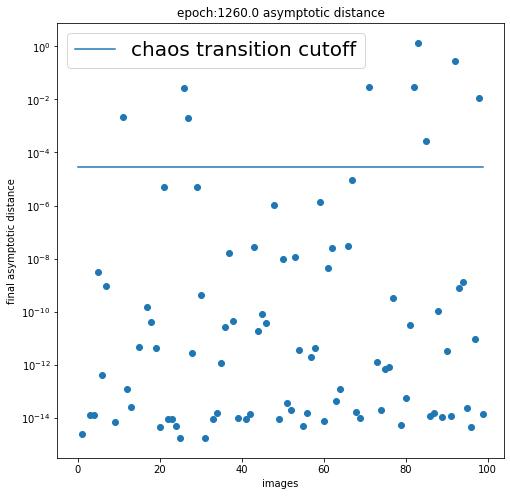 epoch:1260.0 asymptotic distance
chaos transition cutoff
final asymptotic distance
10⁰
10⁻²
10⁻⁴
10⁻⁶
10⁻⁸
10⁻¹⁰
10⁻¹²
10⁻¹⁴
0 20 40 60 80 100
images